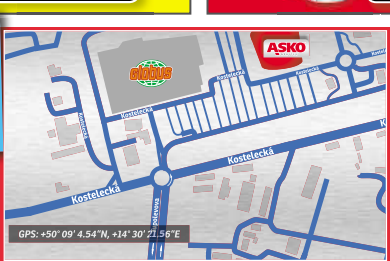 ASKO
Globus
Kostelecká
Kostelecká
Kostelecká
Kostelecká
Kostelecká
K
GPS: +50° 09' 4.54"N, +14° 30' 21.56"E